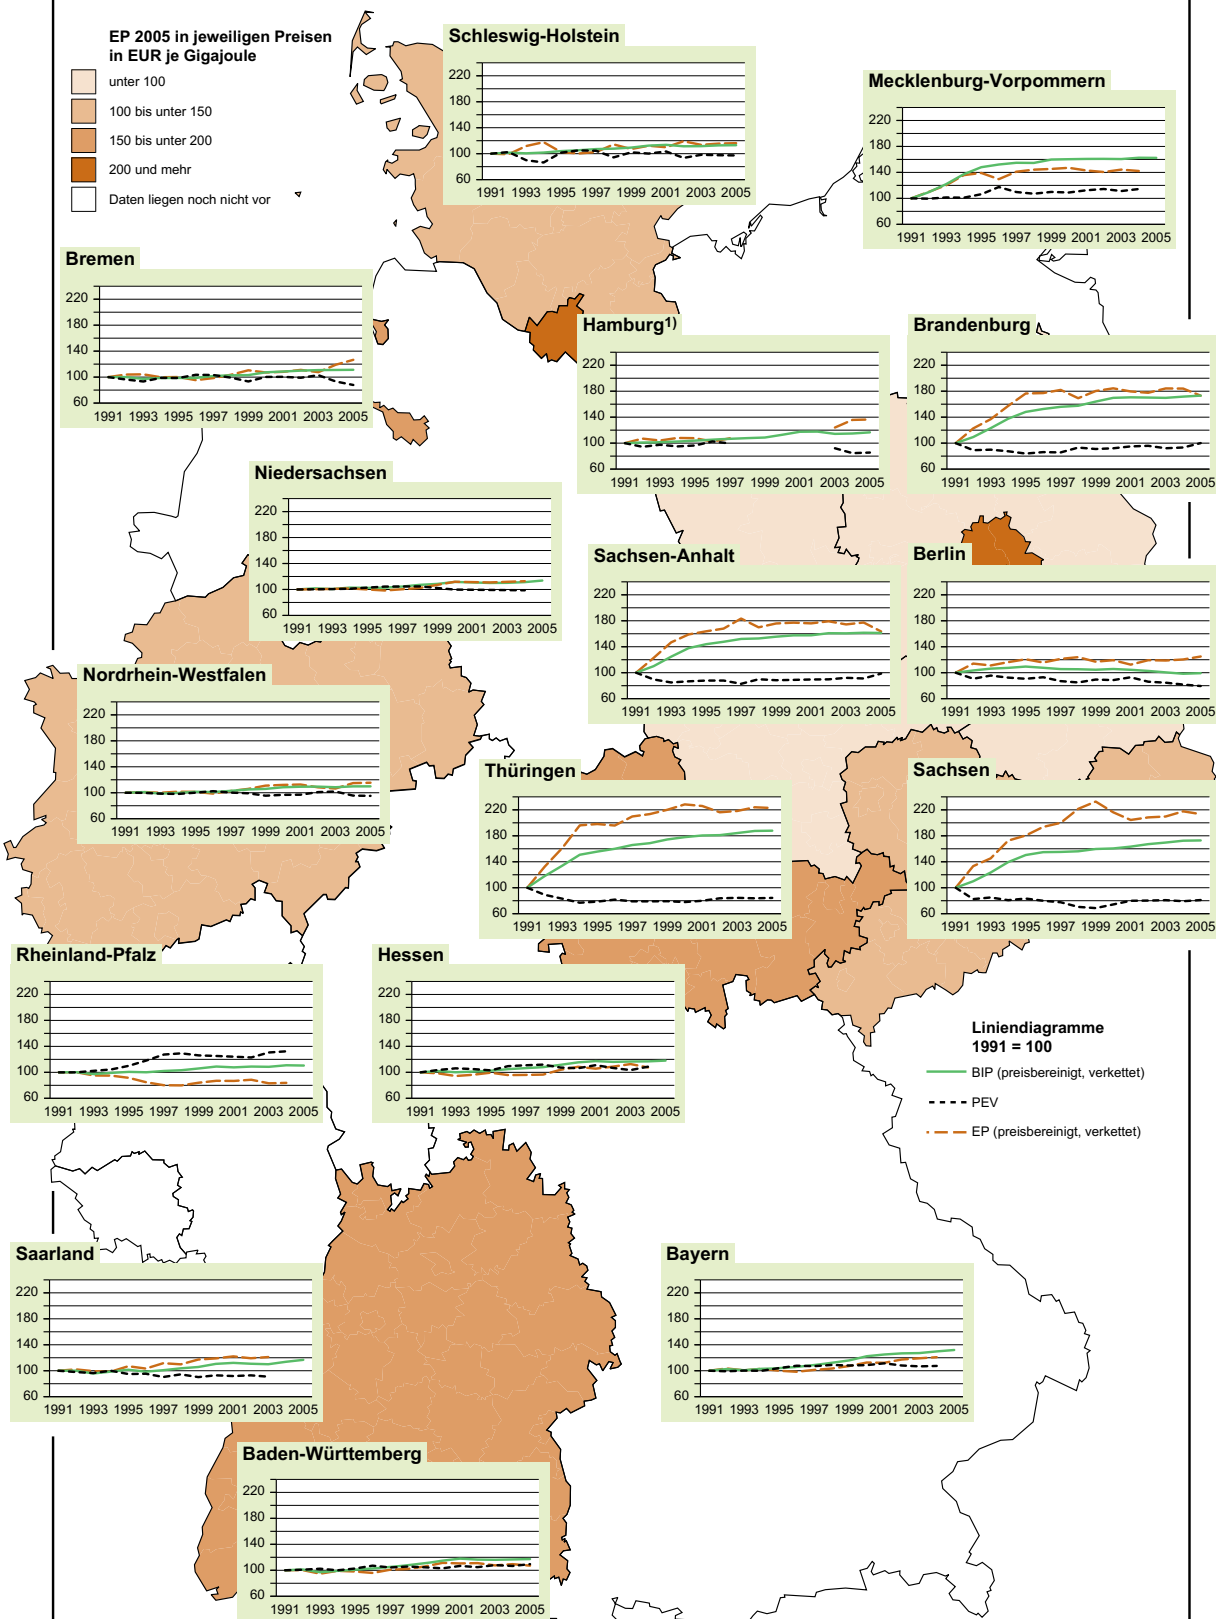 EP 2005 in jeweiligen Preisen
in EUR je Gigajoule
unter 100
100 bis unter 150
150 bis unter 200
200 und mehr
Daten liegen noch nicht vor
Schleswig-Holstein
220
180
140
100
60
1991 1993 1995 1997 1999 2001 2003 2005
Mecklenburg-Vorpommern
220
180
140
100
60
1991 1993 1995 1997 1999 2001 2003 2005
Bremen
220
180
140
100
60
1991 1993 1995 1997 1999 2001 2003 2005
Hamburg1)
220
180
140
100
60
1991 1993 1995 1997 1999 2001 2003 2005
Brandenburg
220
180
140
100
60
1991 1993 1995 1997 1999 2001 2003 2005
Niedersachsen
220
180
140
100
60
1991 1993 1995 1997 1999 2001 2003 2005
Sachsen-Anhalt
220
180
140
100
60
1991 1993 1995 1997 1999 2001 2003 2005
Berlin
220
180
140
100
60
1991 1993 1995 1997 1999 2001 2003 2005
Nordrhein-Westfalen
220
180
140
100
60
1991 1993 1995 1997 1999 2001 2003 2005
Thüringen
220
180
140
100
60
1991 1993 1995 1997 1999 2001 2003 2005
Sachsen
220
180
140
100
60
1991 1993 1995 1997 1999 2001 2003 2005
Rheinland-Pfalz
220
180
140
100
60
1991 1993 1995 1997 1999 2001 2003 2005
Hessen
220
180
140
100
60
1991 1993 1995 1997 1999 2001 2003 2005
Liniendiagramme
1991 = 100
BIP (preisbereinigt, verkettet)
PEV
EP (preisbereinigt, verkettet)
Saarland
220
180
140
100
60
1991 1993 1995 1997 1999 2001 2003 2005
Bayern
220
180
140
100
60
1991 1993 1995 1997 1999 2001 2003 2005
Baden-Württemberg
220
180
140
100
60
1991 1993 1995 1997 1999 2001 2003 2005